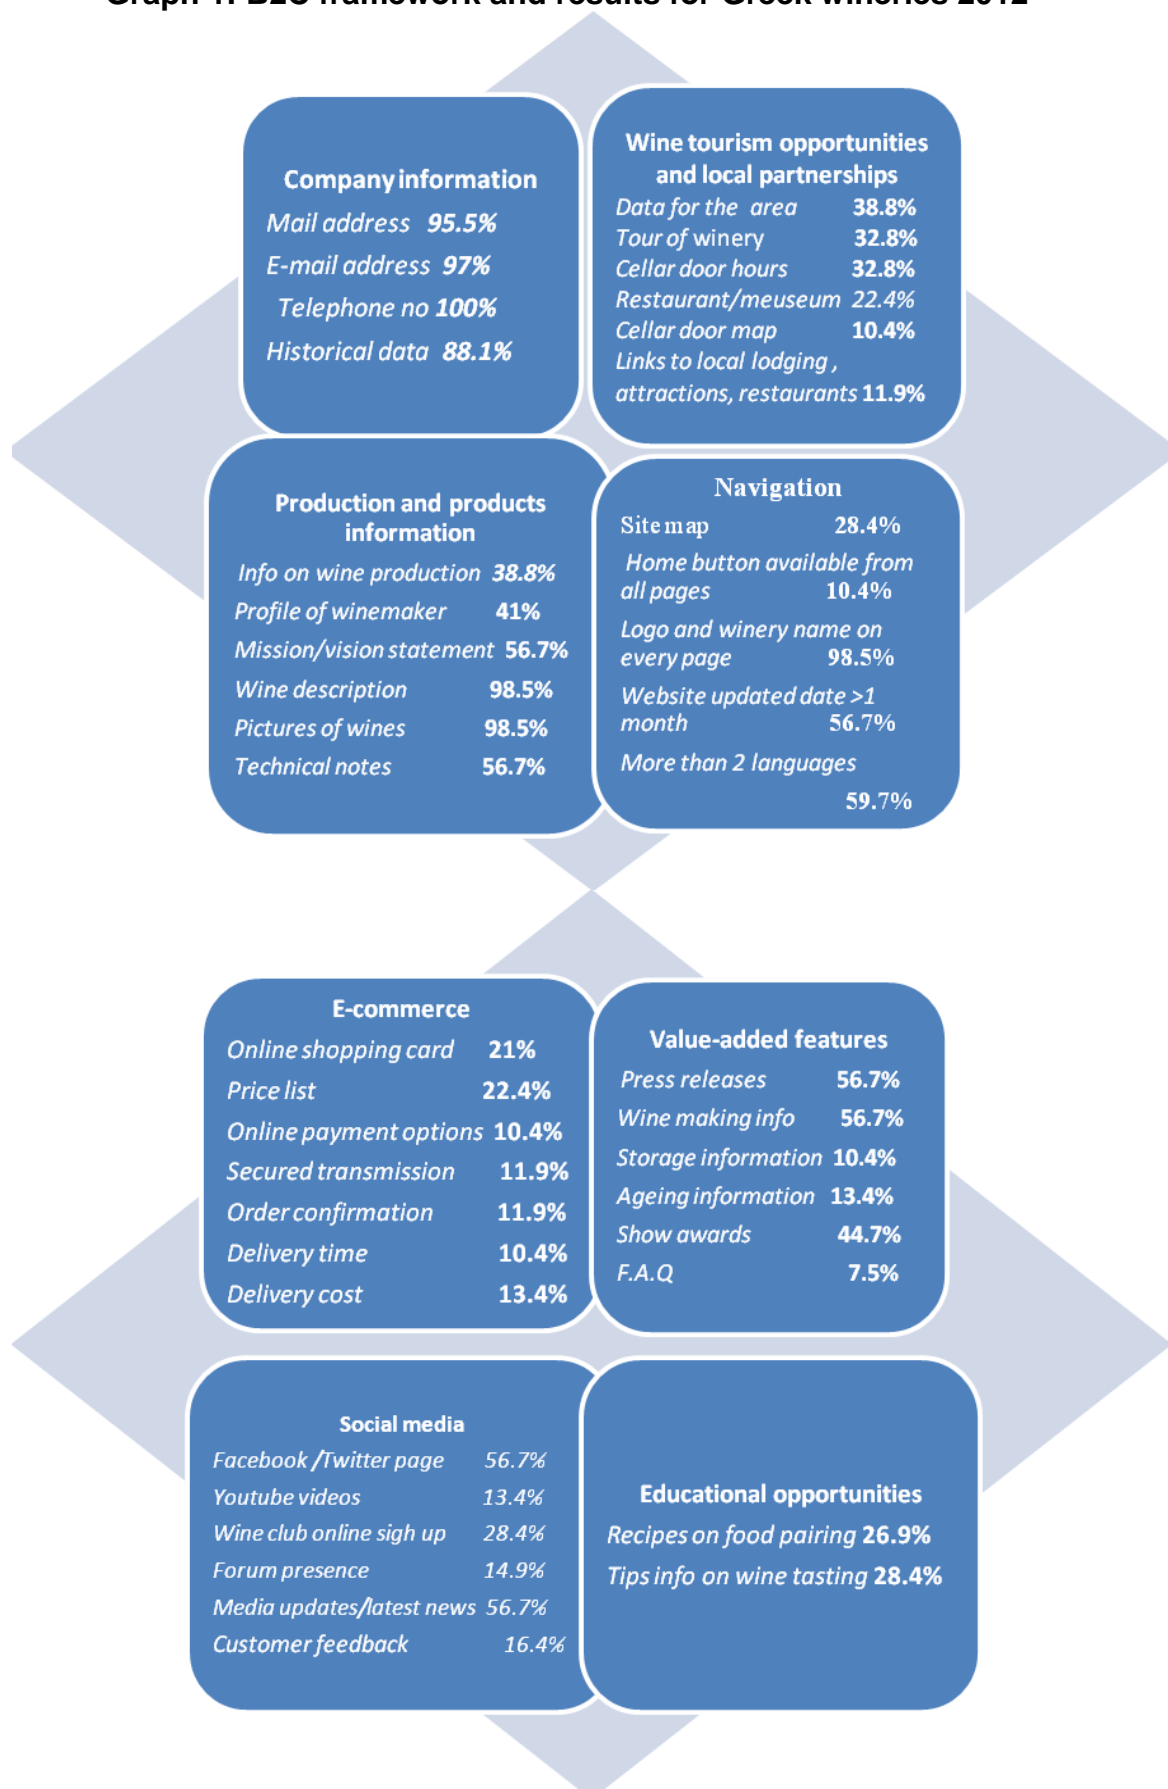 Graph 1: B2C framework and results for Greek wineries 2012
Company information
Mail address 95.5%
E-mail address 97%
Telephone no 100%
Historical data 88.1%
Wine tourism opportunities
and local partnerships
Data for the area 38.8%
Tour of winery 32.8%
Cellar door hours 32.8%
Restaurant/meuseum 22.4%
Cellar door map 10.4%
Links to local lodging ,
attractions, restaurants 11.9%
Production and products
information
Info on wine production 38.8%
Profile of winemaker 41%
Mission/vision statement 56.7%
Wine description 98.5%
Pictures of wines 98.5%
Technical notes 56.7%
Navigation
Site map 28.4%
Home button available from
all pages 10.4%
Logo and winery name on
every page 98.5%
Website updated date >1
month 56.7%
More than 2 languages
59.7%
E-commerce
Online shopping card 21%
Price list 22.4%
Online payment options 10.4%
Secured transmission 11.9%
Order confirmation 11.9%
Delivery time 10.4%
Delivery cost 13.4%
Value-added features
Press releases 56.7%
Wine making info 56.7%
Storage information 10.4%
Ageing information 13.4%
Show awards 44.7%
F.A.Q 7.5%
Social media
Facebook /Twitter page 56.7%
Youtube videos 13.4%
Wine club online sigh up 28.4%
Forum presence 14.9%
Media updates/latest news 56.7%
Customer feedback 16.4%
Educational opportunities
Recipes on food pairing 26.9%
Tips info on wine tasting 28.4%